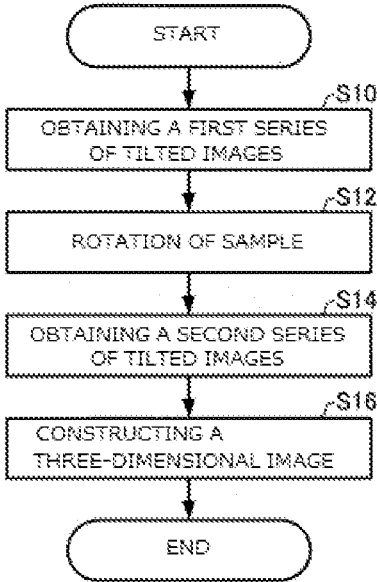 START
S10
OBTAINING A FIRST SERIES
OF TILTED IMAGES
S12
ROTATION OF SAMPLE
S14
OBTAINING A SECOND SERIES
OF TILTED IMAGES
S16
CONSTRUCTING A
THREE-DIMENSIONAL IMAGE
END